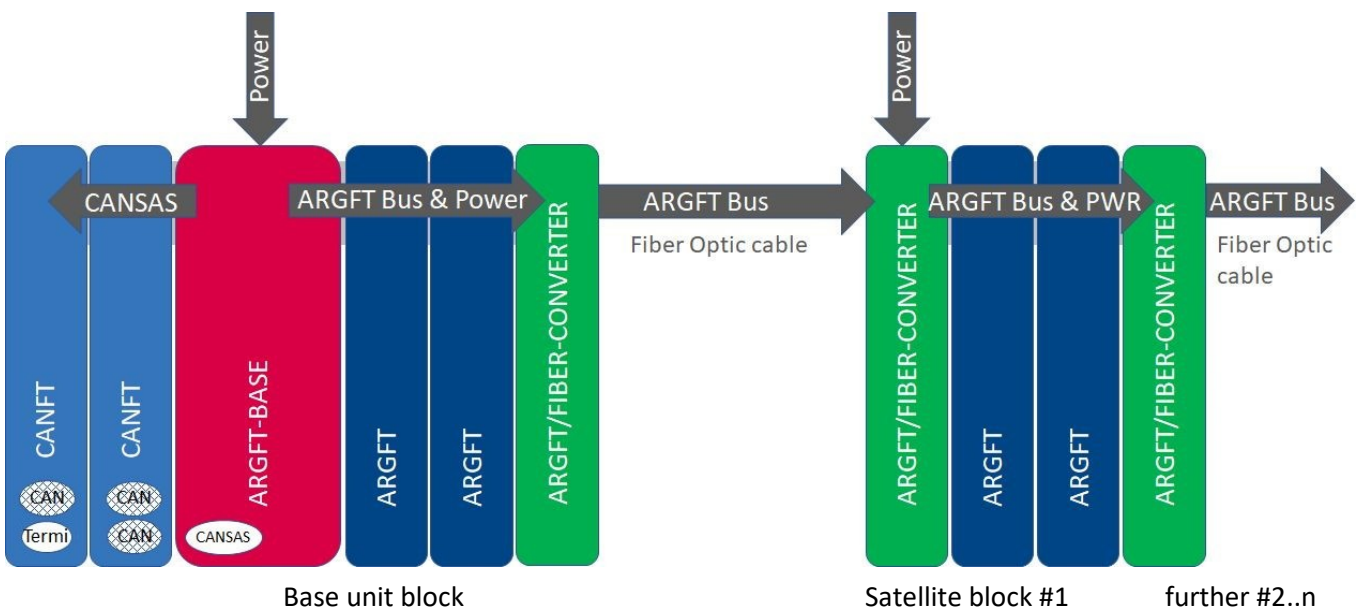 Power
Power
CANSAS
ARGFT Bus & Power
ARGFT Bus
ARGFT Bus & PWR
ARGFT Bus
Fiber Optic cable
Fiber Optic
cable
CANFT
CANFT
ARGFT-BASE
ARGFT
ARGFT
ARGFT/FIBER-CONVERTER
ARGFT/FIBER-CONVERTER
ARGFT
ARGFT
ARGFT/FIBER-CONVERTER
CAN
CAN
Termi
CAN
CANSAS
Base unit block
Satellite block #1
further #2..n